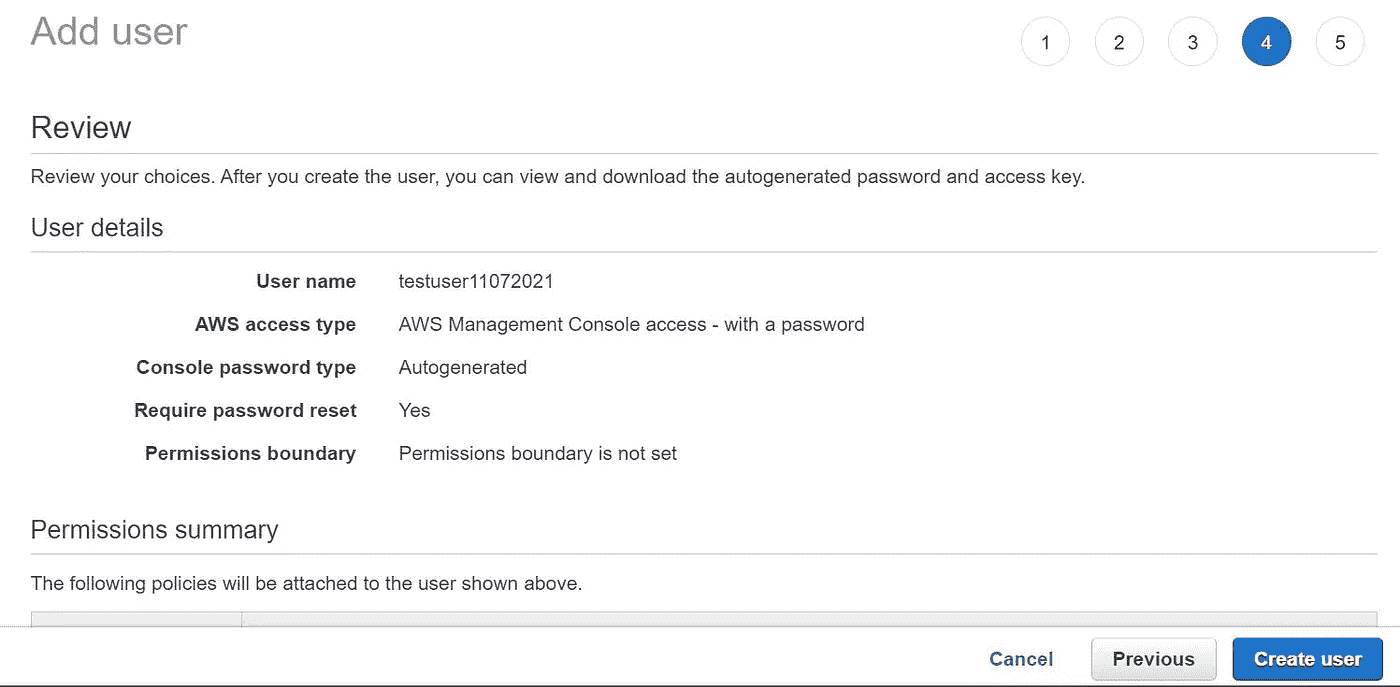 Add user
1 2 3 4 5
Review
Review your choices. After you create the user, you can view and download the autogenerated password and access key.
User details
User name testuser11072021
AWS access type AWS Management Console access - with a password
Console password type Autogenerated
Require password reset Yes
Permissions boundary Permissions boundary is not set
Permissions summary
The following policies will be attached to the user shown above.
Cancel Previous Create user